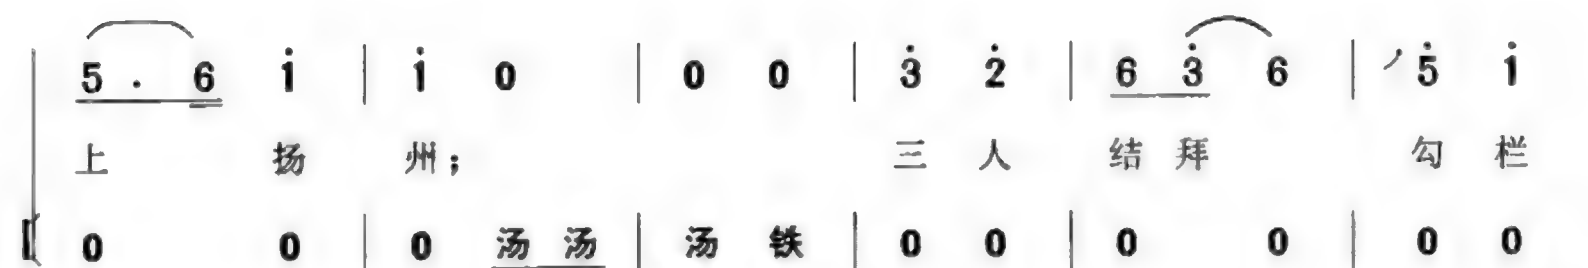 5 . 6 i | i 0 | 0 0 | 3 2 | 6 3 6 | 5 i
上 扬 州； 三 人 结 拜 勾 栏
0 0 | 0 汤 汤 | 汤 铁 | 0 0 | 0 0 | 0 0